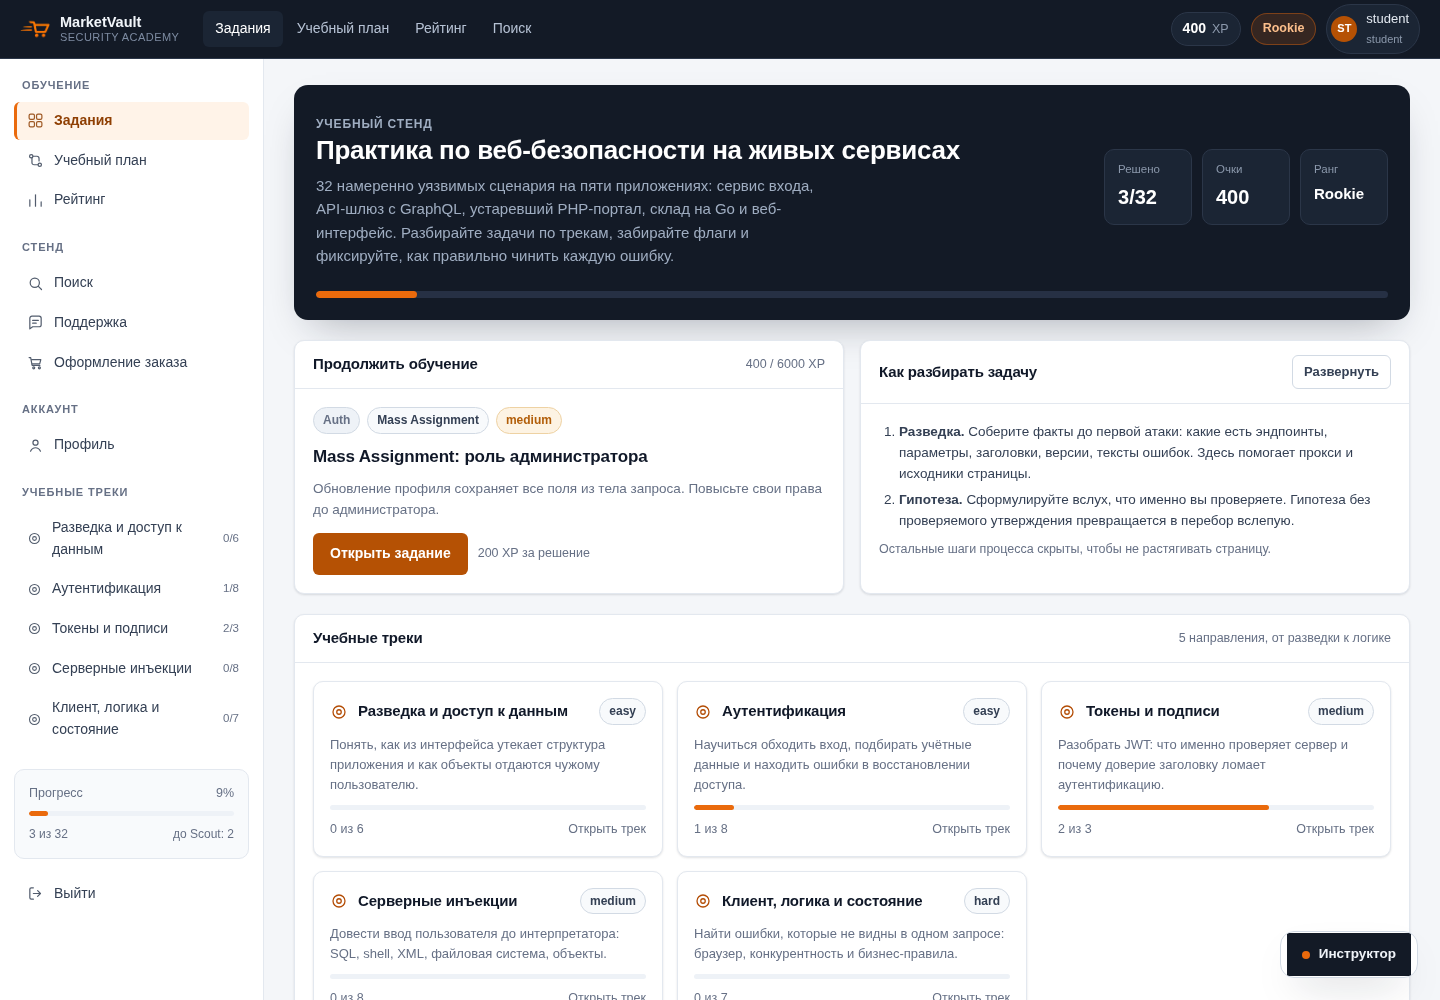 MarketVault
SECURITY ACADEMY
Задания
Учебный план
Рейтинг
Поиск
400 XP
Rookie
ST
student
student
ОБУЧЕНИЕ
Задания
Учебный план
Рейтинг
СТЕНД
Поиск
Поддержка
Оформление заказа
АККАУНТ
Профиль
УЧЕБНЫЕ ТРЕКИ
Разведка и доступ к
данным
0/6
Аутентификация
1/8
Токены и подписи
2/3
Серверные инъекции
0/8
Клиент, логика и
состояние
0/7
Прогресс
9%
3 из 32
до Scout: 2
Выйти
УЧЕБНЫЙ СТЕНД
Практика по веб-безопасности на живых сервисах
32 намеренно уязвимых сценария на пяти приложениях: сервис входа,
API-шлюз с GraphQL, устаревший PHP-портал, склад на Go и веб-
интерфейс. Разбирайте задачи по трекам, забирайте флаги и
фиксируйте, как правильно чинить каждую ошибку.
Решено
3/32
Очки
400
Ранг
Rookie
Продолжить обучение
400 / 6000 XP
Auth
Mass Assignment
medium
Mass Assignment: роль администратора
Обновление профиля сохраняет все поля из тела запроса. Повысьте свои права
до администратора.
Открыть задание
200 XP за решение
Как разбирать задачу
Развернуть
1. Разведка. Соберите факты до первой атаки: какие есть эндпоинты,
параметры, заголовки, версии, тексты ошибок. Здесь помогает прокси и
исходники страницы.
2. Гипотеза. Сформулируйте вслух, что именно вы проверяете. Гипотеза без
проверяемого утверждения превращается в перебор вслепую.
Остальные шаги процесса скрыты, чтобы не растягивать страницу.
Учебные треки
5 направления, от разведки к логике
Разведка и доступ к данным
easy
Понять, как из интерфейса утекает структура
приложения и как объекты отдаются чужому
пользователю.
0 из 6
Открыть трек
Аутентификация
easy
Научиться обходить вход, подбирать учётные
данные и находить ошибки в восстановлении
доступа.
1 из 8
Открыть трек
Токены и подписи
medium
Разобрать JWT: что именно проверяет сервер и
почему доверие заголовку ломает
аутентификацию.
2 из 3
Открыть трек
Серверные инъекции
medium
Довести ввод пользователя до интерпретатора:
SQL, shell, XML, файловая система, объекты.
0 из 8
Открыть трек
Клиент, логика и состояние
hard
Найти ошибки, которые не видны в одном запросе:
браузер, конкурентность и бизнес-правила.
0 из 7
Открыть трек
Инструктор